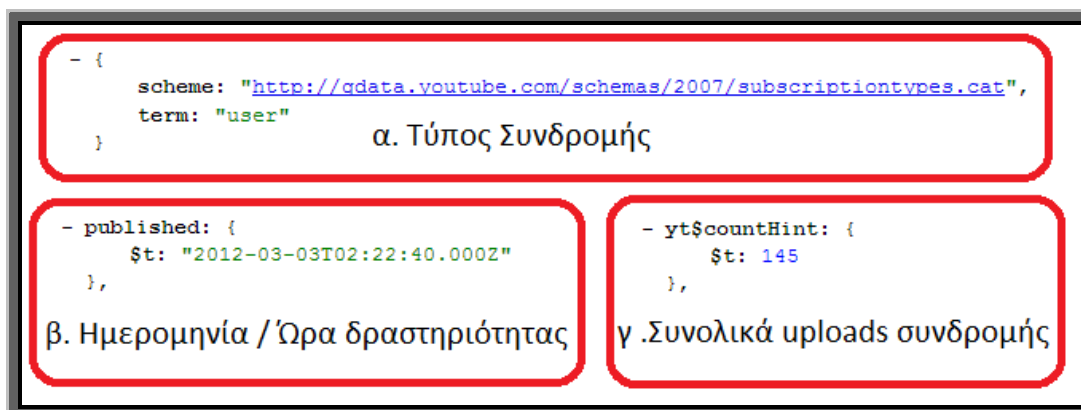 - {
scheme: "http://gdata.youtube.com/schemas/2007/subscriptiontypes.cat",
term: "user"
}
α. Τύπος Συνδρομής
- published: {
$t: "2012-03-03T02:22:40.000Z"
},
β. Ημερομηνία / Ώρα δραστηριότητας
- yt$countHint: {
$t: 145
},
γ .Συνολικά uploads συνδρομής